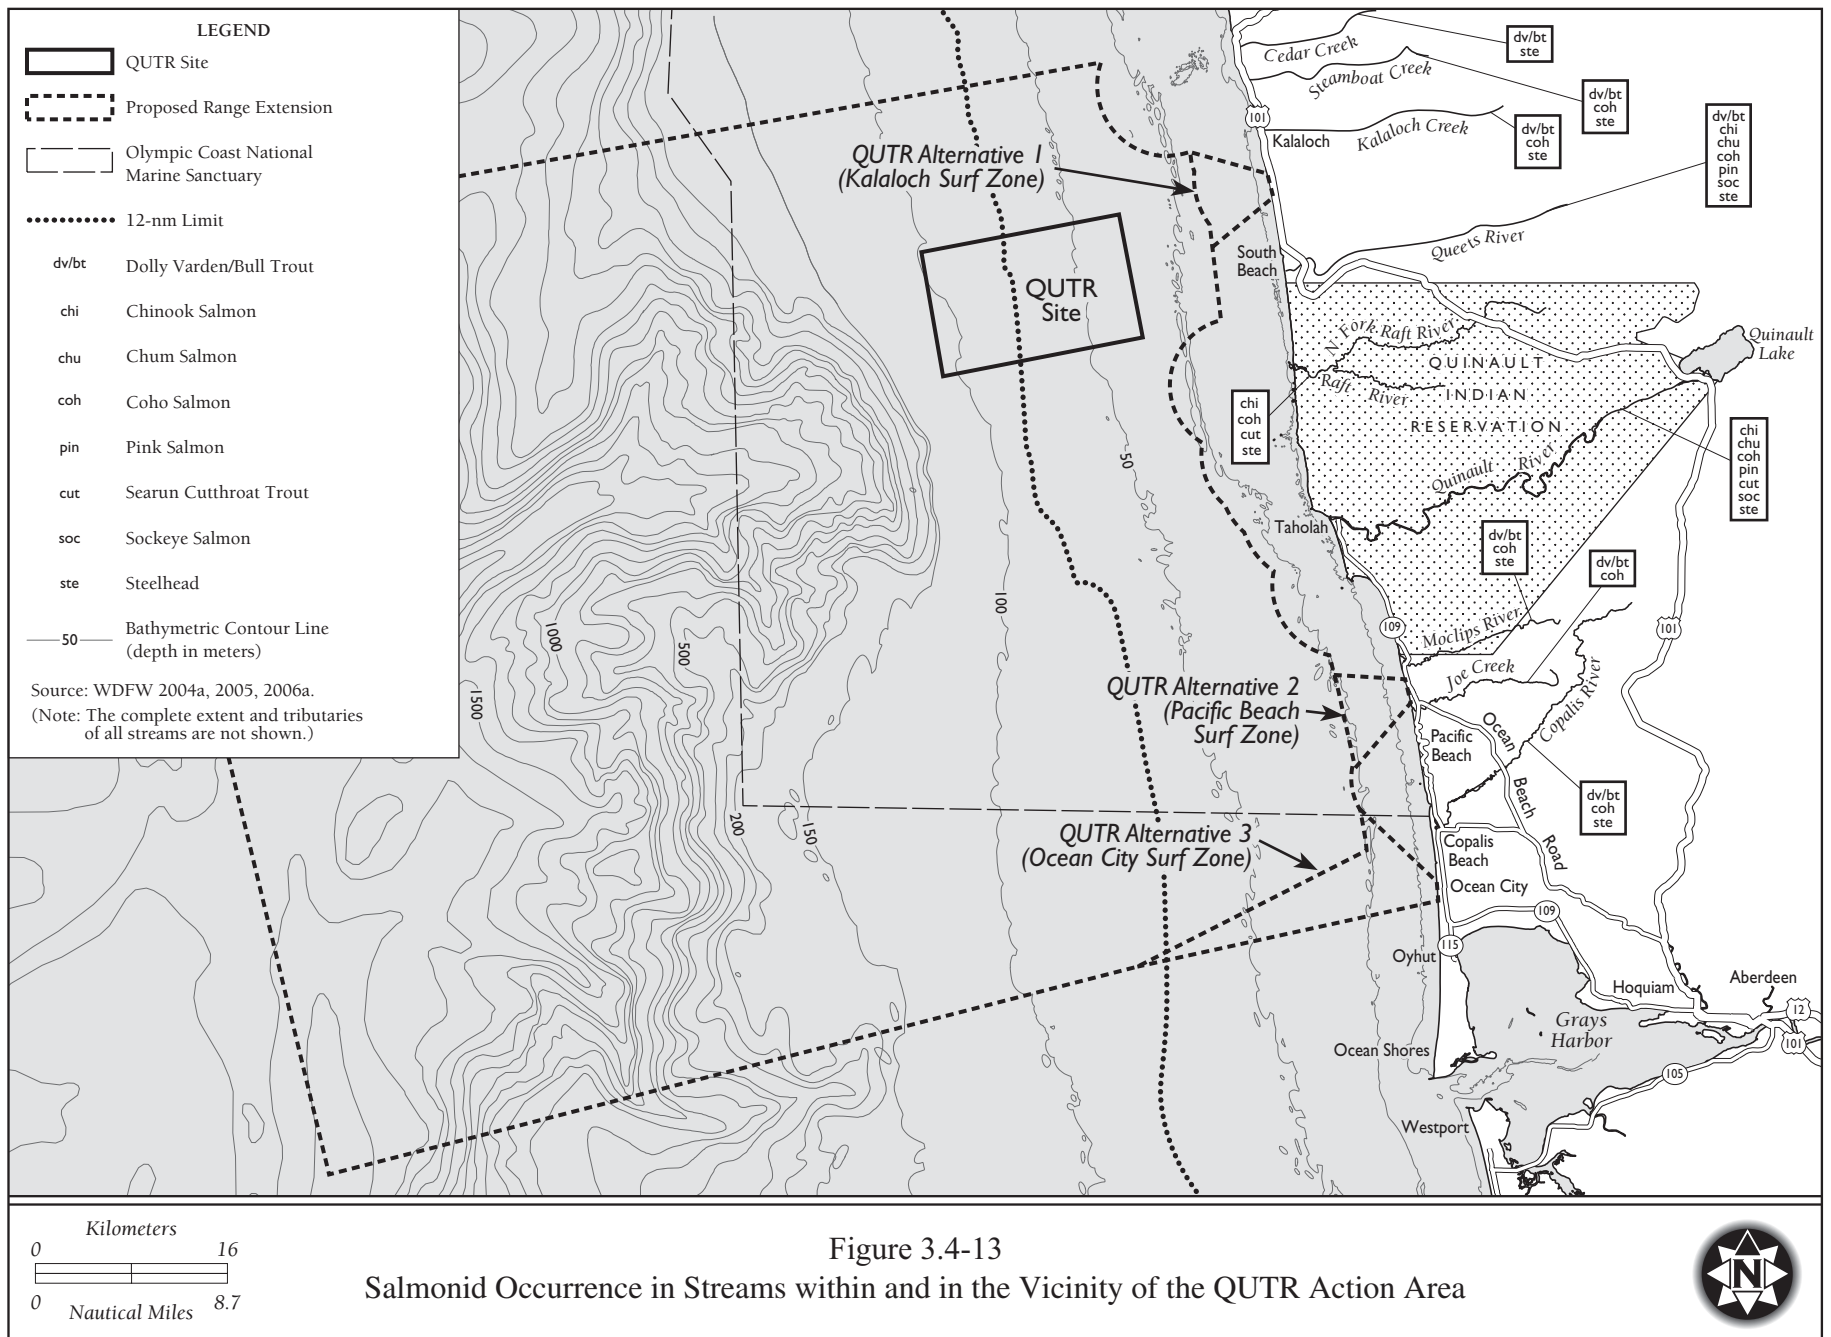 LEGEND
QUTR Site
Proposed Range Extension
Olympic Coast National
Marine Sanctuary
12-nm Limit
dv/bt Dolly Varden/Bull Trout
chi Chinook Salmon
chu Chum Salmon
coh Coho Salmon
pin Pink Salmon
cut Searun Cutthroat Trout
soc Sockeye Salmon
ste Steelhead
50 Bathymetric Contour Line
(depth in meters)
Source: WDFW 2004a, 2005, 2006a.
(Note: The complete extent and tributaries
of all streams are not shown.)
Cedar Creek
dv/bt
ste
Steamboat Creek
dv/bt
coh
ste
101
Kalaloch
Kalaloch Creek
dv/bt
coh
ste
dv/bt
chi
chu
coh
pin
soc
ste
QUTR Alternative 1
(Kalaloch Surf Zone)
Queets River
South
Beach
QUTR
Site
N. Fork Raft River
Quinault
Lake
QUINAULT
INDIAN
RESERVATION
Raft River
chi
coh
cut
ste
chi
chu
coh
pin
cut
soc
ste
50
Quinault River
Taholah
dv/bt
coh
ste
dv/bt
coh
100
1000
500
1500
109
Moclips River
101
Joe Creek
Copalis River
QUTR Alternative 2
(Pacific Beach
Surf Zone)
Pacific
Beach
Ocean Beach Road
dv/bt
coh
ste
200
150
QUTR Alternative 3
(Ocean City Surf Zone)
Copalis
Beach
Ocean City
109
115
Oyhut
Hoquiam
Aberdeen
12
101
Grays
Harbor
Ocean Shores
105
Westport
Kilometers
0 16
0 8.7
Nautical Miles
Figure 3.4-13
Salmonid Occurrence in Streams within and in the Vicinity of the QUTR Action Area
N